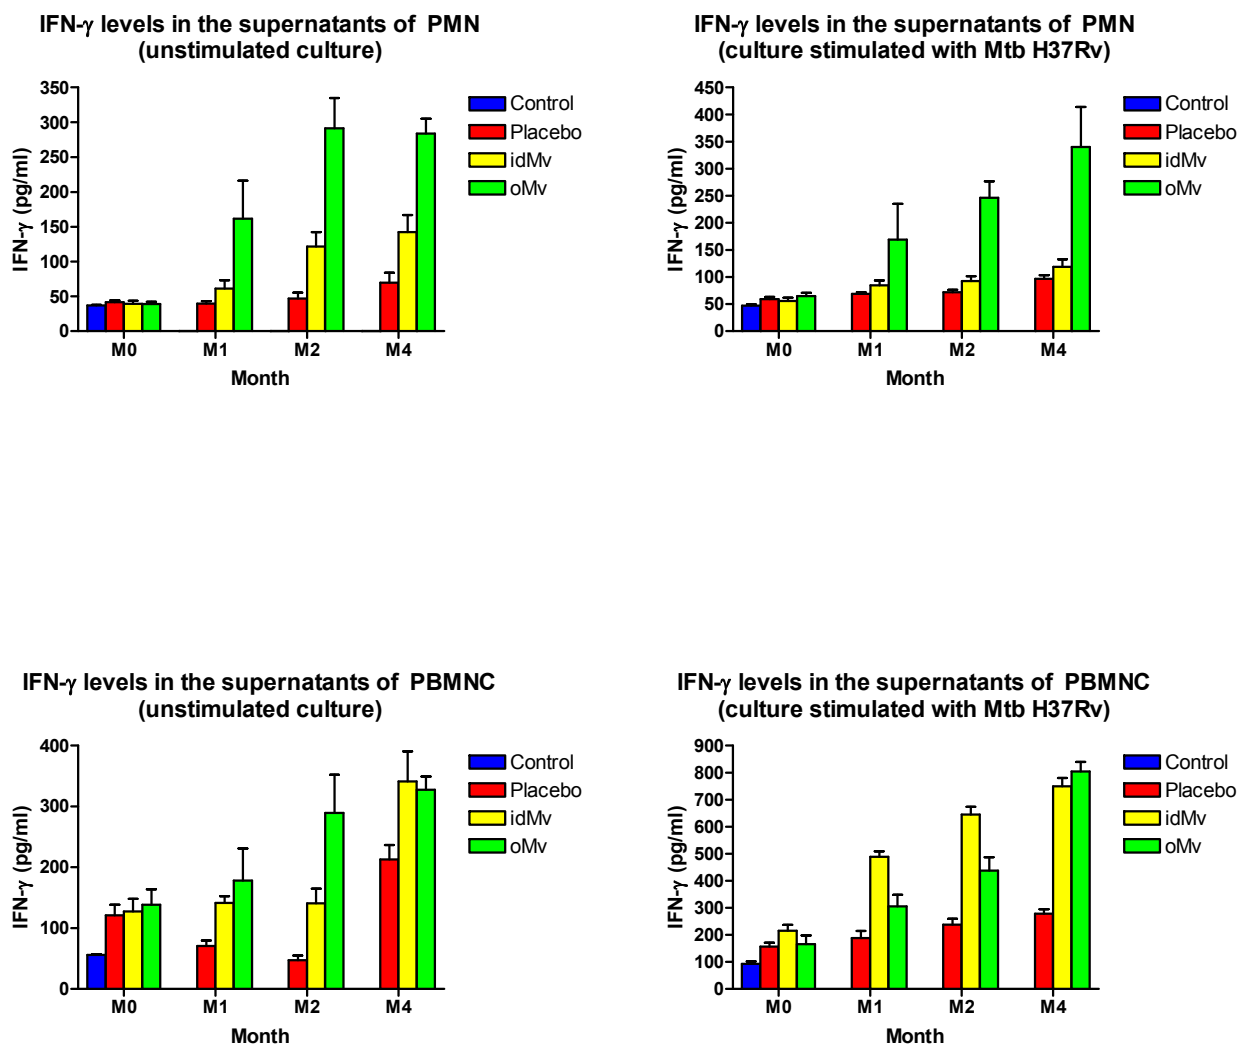 IFN-γ levels in the supernatants of PMN
(unstimulated culture)
350
300
250
200
150
100
50
0
IFN-γ (pg/ml)
M0 M1 M2 M4
Month
Control
Placebo
idMv
oMv
IFN-γ levels in the supernatants of PMN
(culture stimulated with Mtb H37Rv)
450
400
350
300
250
200
150
100
50
0
IFN-γ (pg/ml)
M0 M1 M2 M4
Month
Control
Placebo
idMv
oMv
IFN-γ levels in the supernatants of PBMNC
(unstimulated culture)
400
300
200
100
0
IFN-γ (pg/ml)
M0 M1 M2 M4
Month
Control
Placebo
idMv
oMv
IFN-γ levels in the supernatants of PBMNC
(culture stimulated with Mtb H37Rv)
900
800
700
600
500
400
300
200
100
0
IFN-γ (pg/ml)
M0 M1 M2 M4
Month
Control
Placebo
idMv
oMv